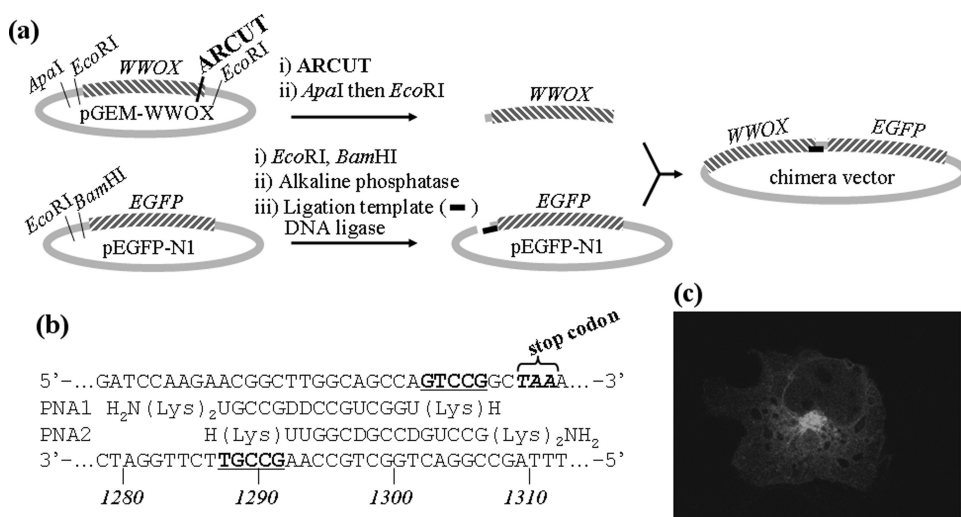 (a)
ApaI
EcoRI
WWOX
ARCUT
EcoRI
pGEM-WWOX
i) ARCUT
ii) ApaI then EcoRI
WWOX
EcoRI
BamHI
EGFP
pEGFP-N1
i) EcoRI, BamHI
ii) Alkaline phosphatase
iii) Ligation template ( )
DNA ligase
EGFP
pEGFP-N1
WWOX
EGFP
chimera vector
(b)
stop codon
5'-...GATCCAAGAACGGCTTGGCAGCCAGTCCGGCTAAA...-3'
PNA1 H2N(Lys)2UGCCGDDCCGUCGGU(Lys)H
PNA2 H(Lys)UUGGCDGCCDGUCCG(Lys)2NH2
3'-...CTAGGTTCTTGCCGAACCGTCGGTCAGGCCGATTT...-5'
1280 1290 1300 1310
(c)